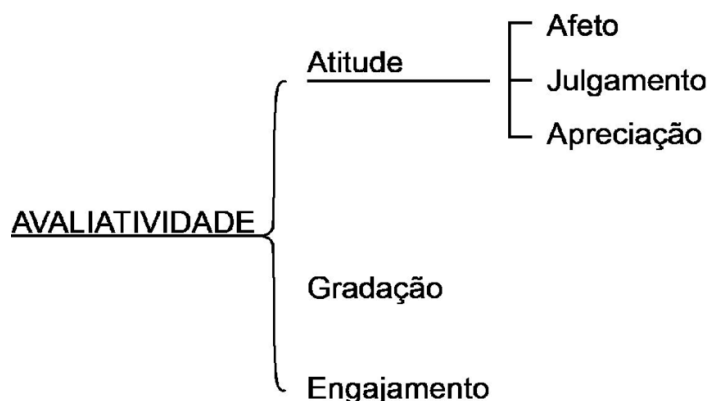 Afeto
Atitude
Julgamento
Apreciação
AVALIATIVIDADE
Gradação
Engajamento